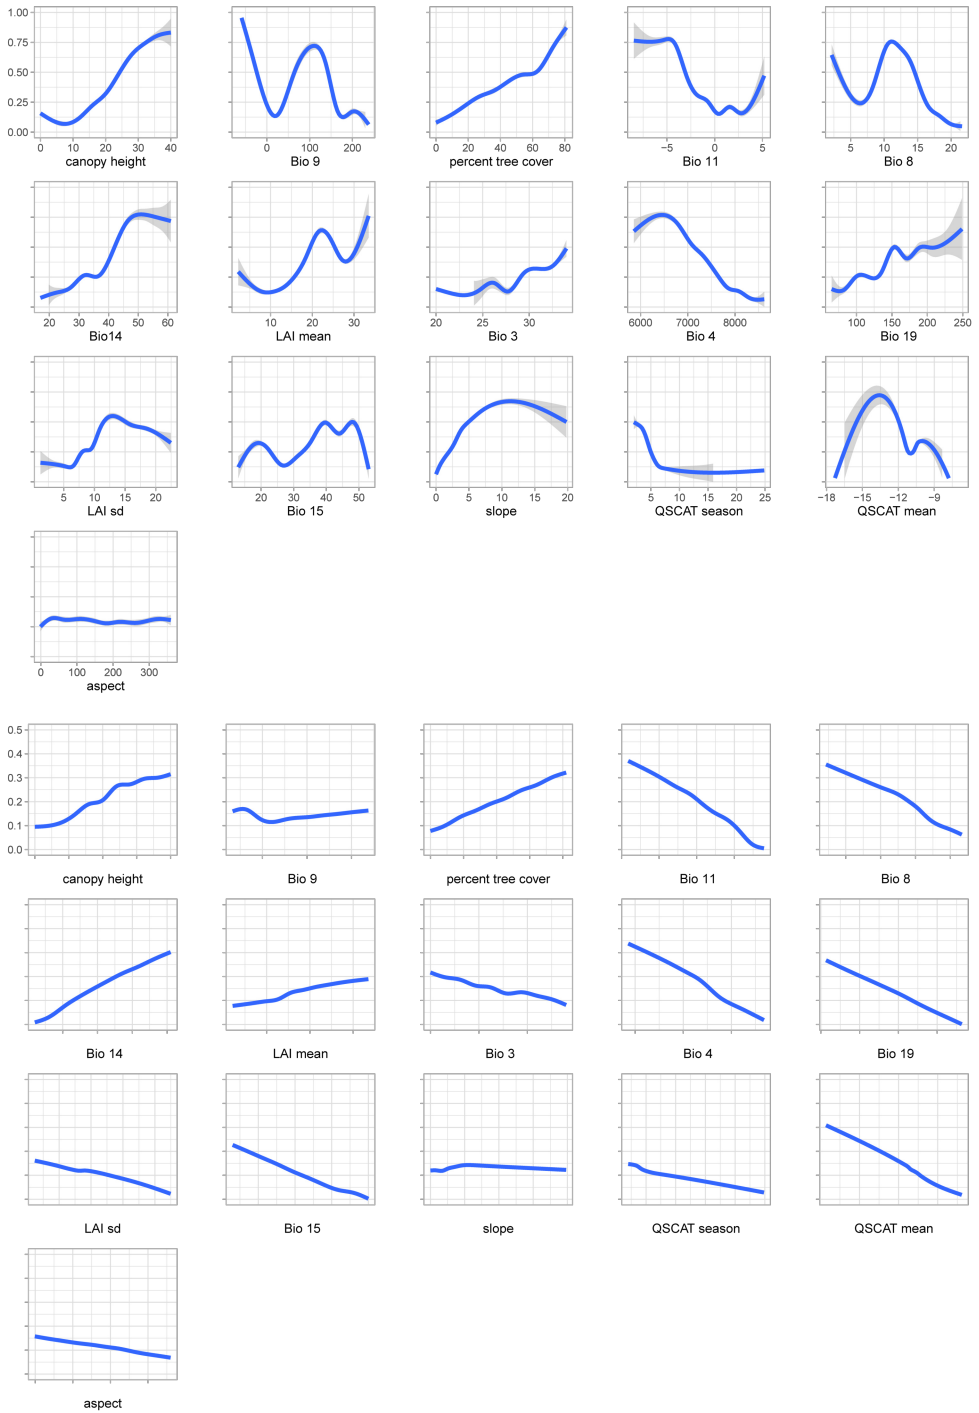 1.00
0.75
0.50
0.25
0.00
0 10 20 30 40
0 100 200
0 20 40 60 80
−5 0 5
5 10 15 20
canopy height
Bio 9
percent tree cover
Bio 11
Bio 8
20 30 40 50 60
10 20 30
20 25 30
6000 7000 8000
100 150 200 250
Bio14
LAI mean
Bio 3
Bio 4
Bio 19
5 10 15 20
20 30 40 50
0 5 10 15 20
5 10 15 20 25
−18 −15 −12 −9
LAI sd
Bio 15
slope
QSCAT season
QSCAT mean
0 100 200 300
aspect
0.5
0.4
0.3
0.2
0.1
0.0
canopy height
Bio 9
percent tree cover
Bio 11
Bio 8
Bio 14
LAI mean
Bio 3
Bio 4
Bio 19
LAI sd
Bio 15
slope
QSCAT season
QSCAT mean
aspect